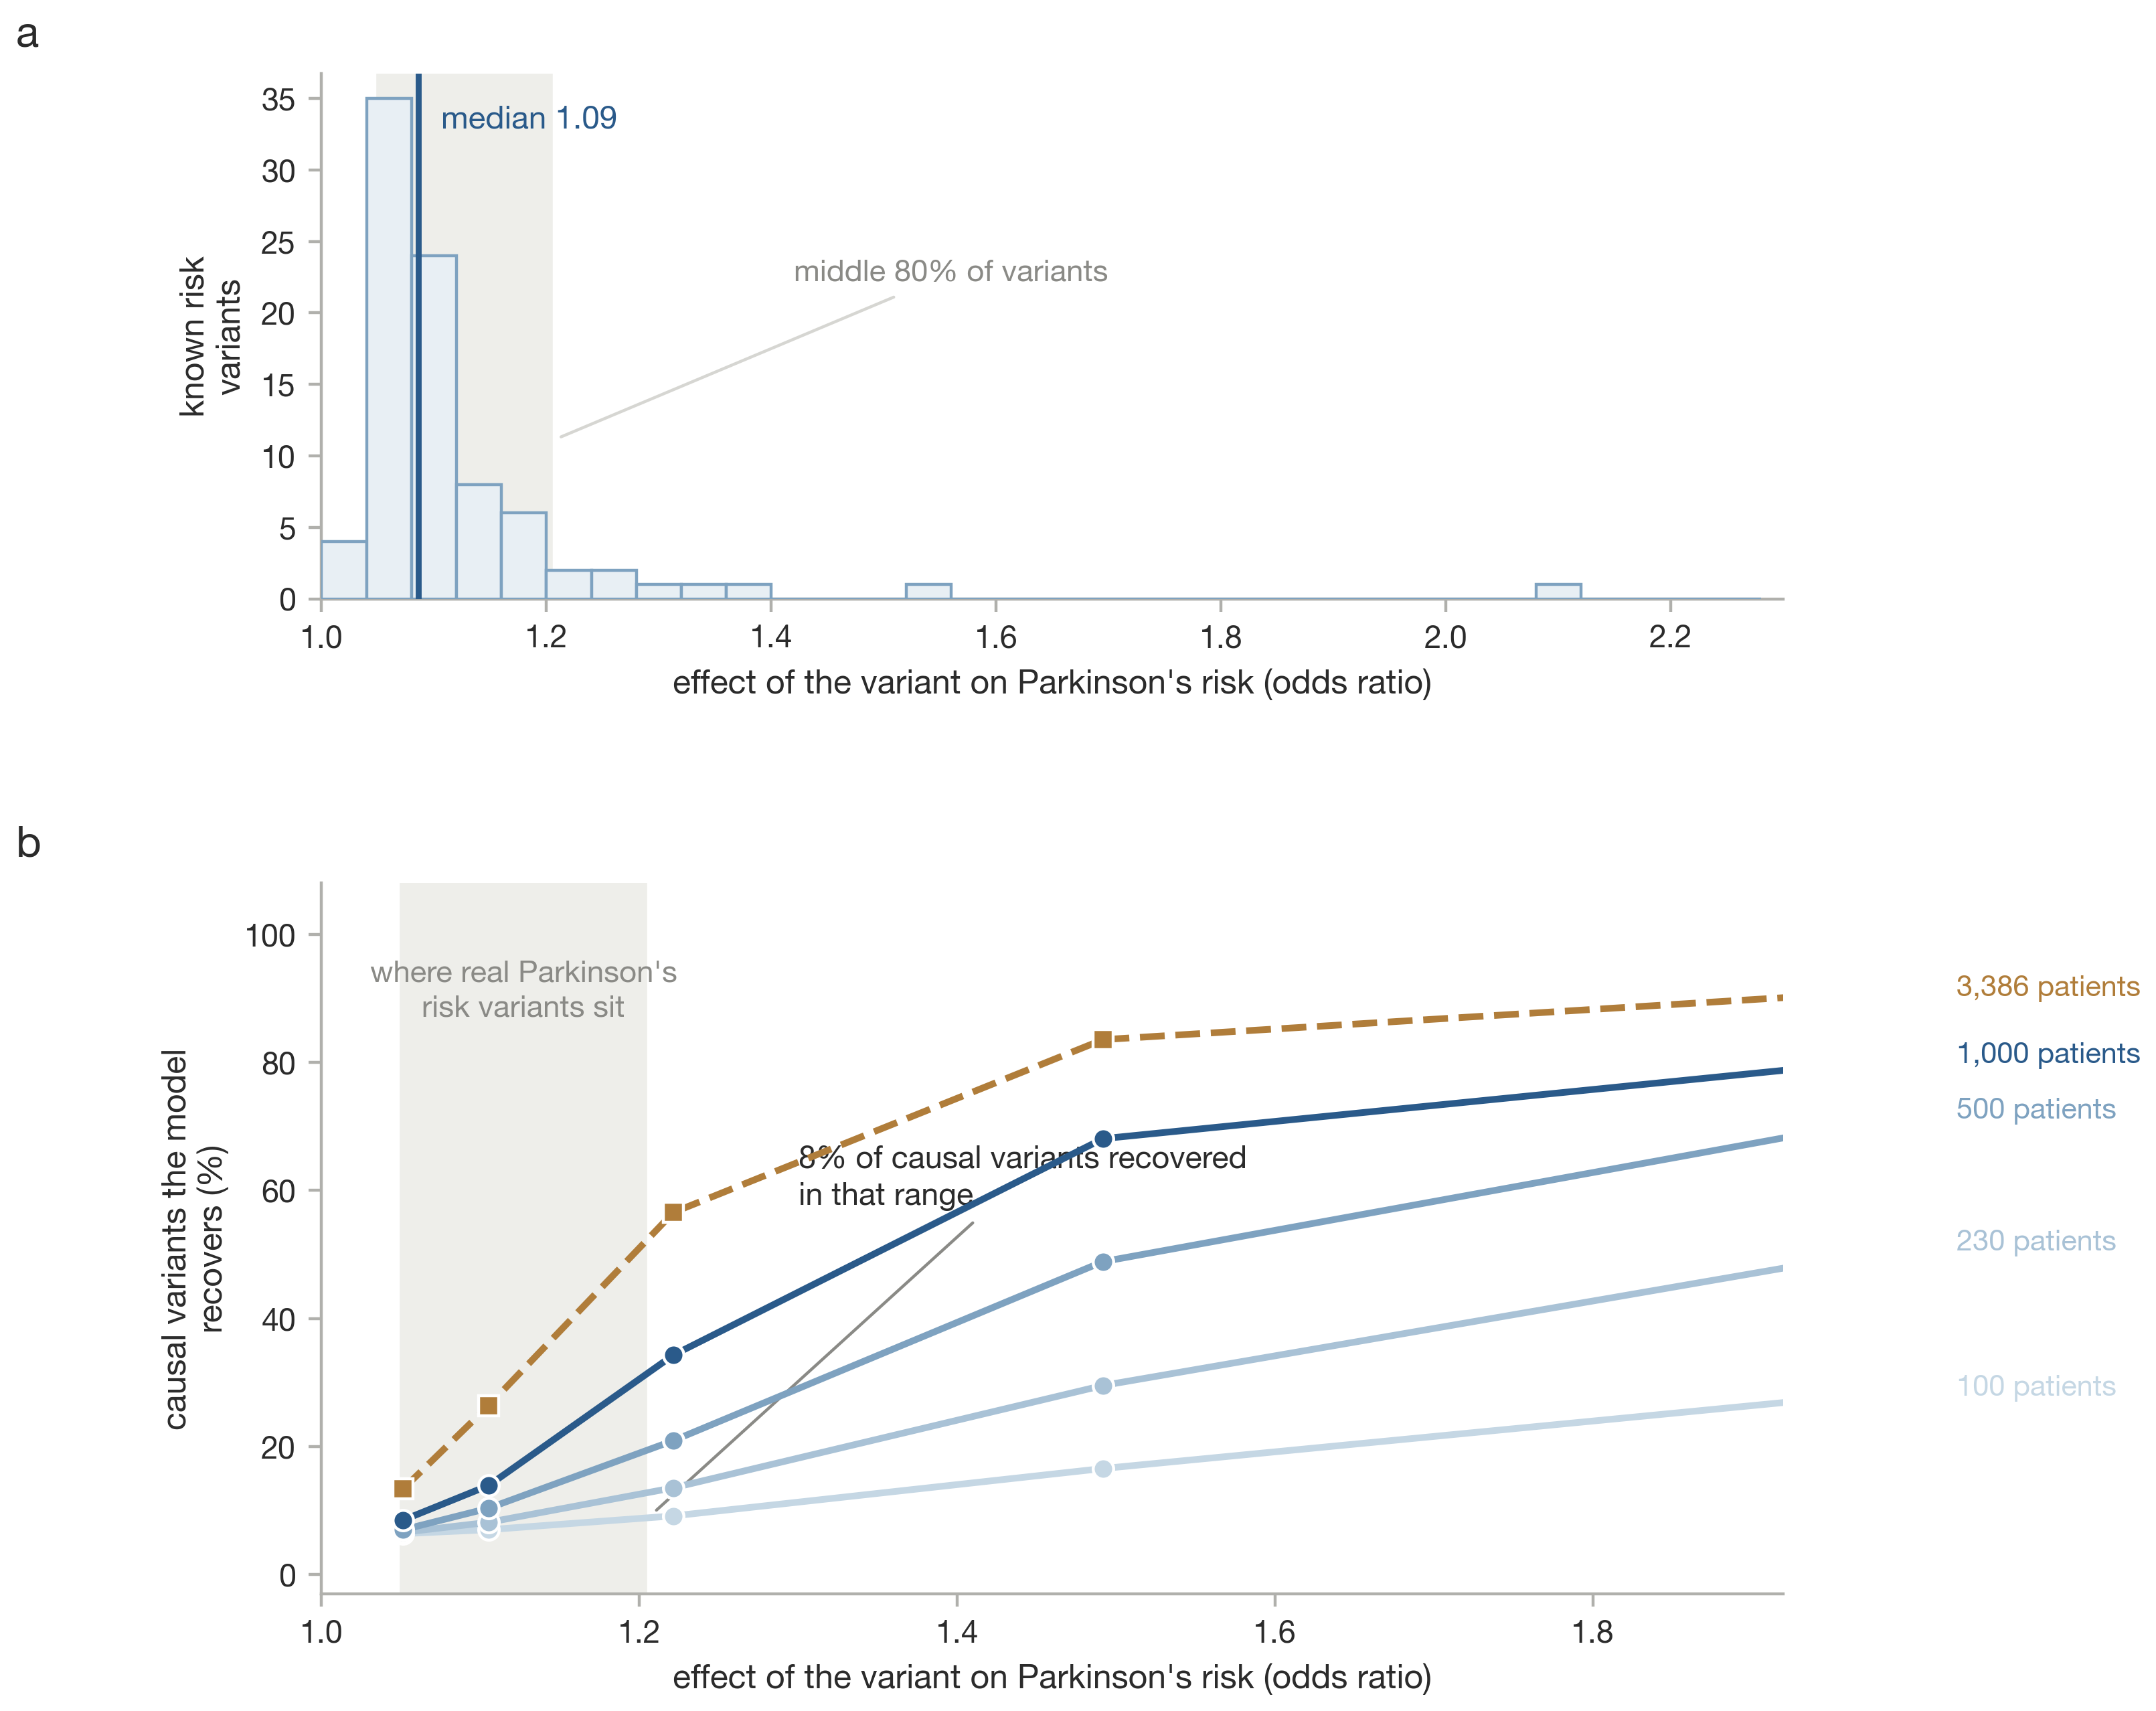 a
35
30
25
20
15
10
5
0
known risk
variants
median 1.09
middle 80% of variants
1.0
1.2
1.4
1.6
1.8
2.0
2.2
effect of the variant on Parkinson's risk (odds ratio)
b
100
80
60
40
20
0
causal variants the model
recovers (%)
where real Parkinson's
risk variants sit
8% of causal variants recovered
in that range
3,386 patients
1,000 patients
500 patients
230 patients
100 patients
1.0
1.2
1.4
1.6
1.8
effect of the variant on Parkinson's risk (odds ratio)